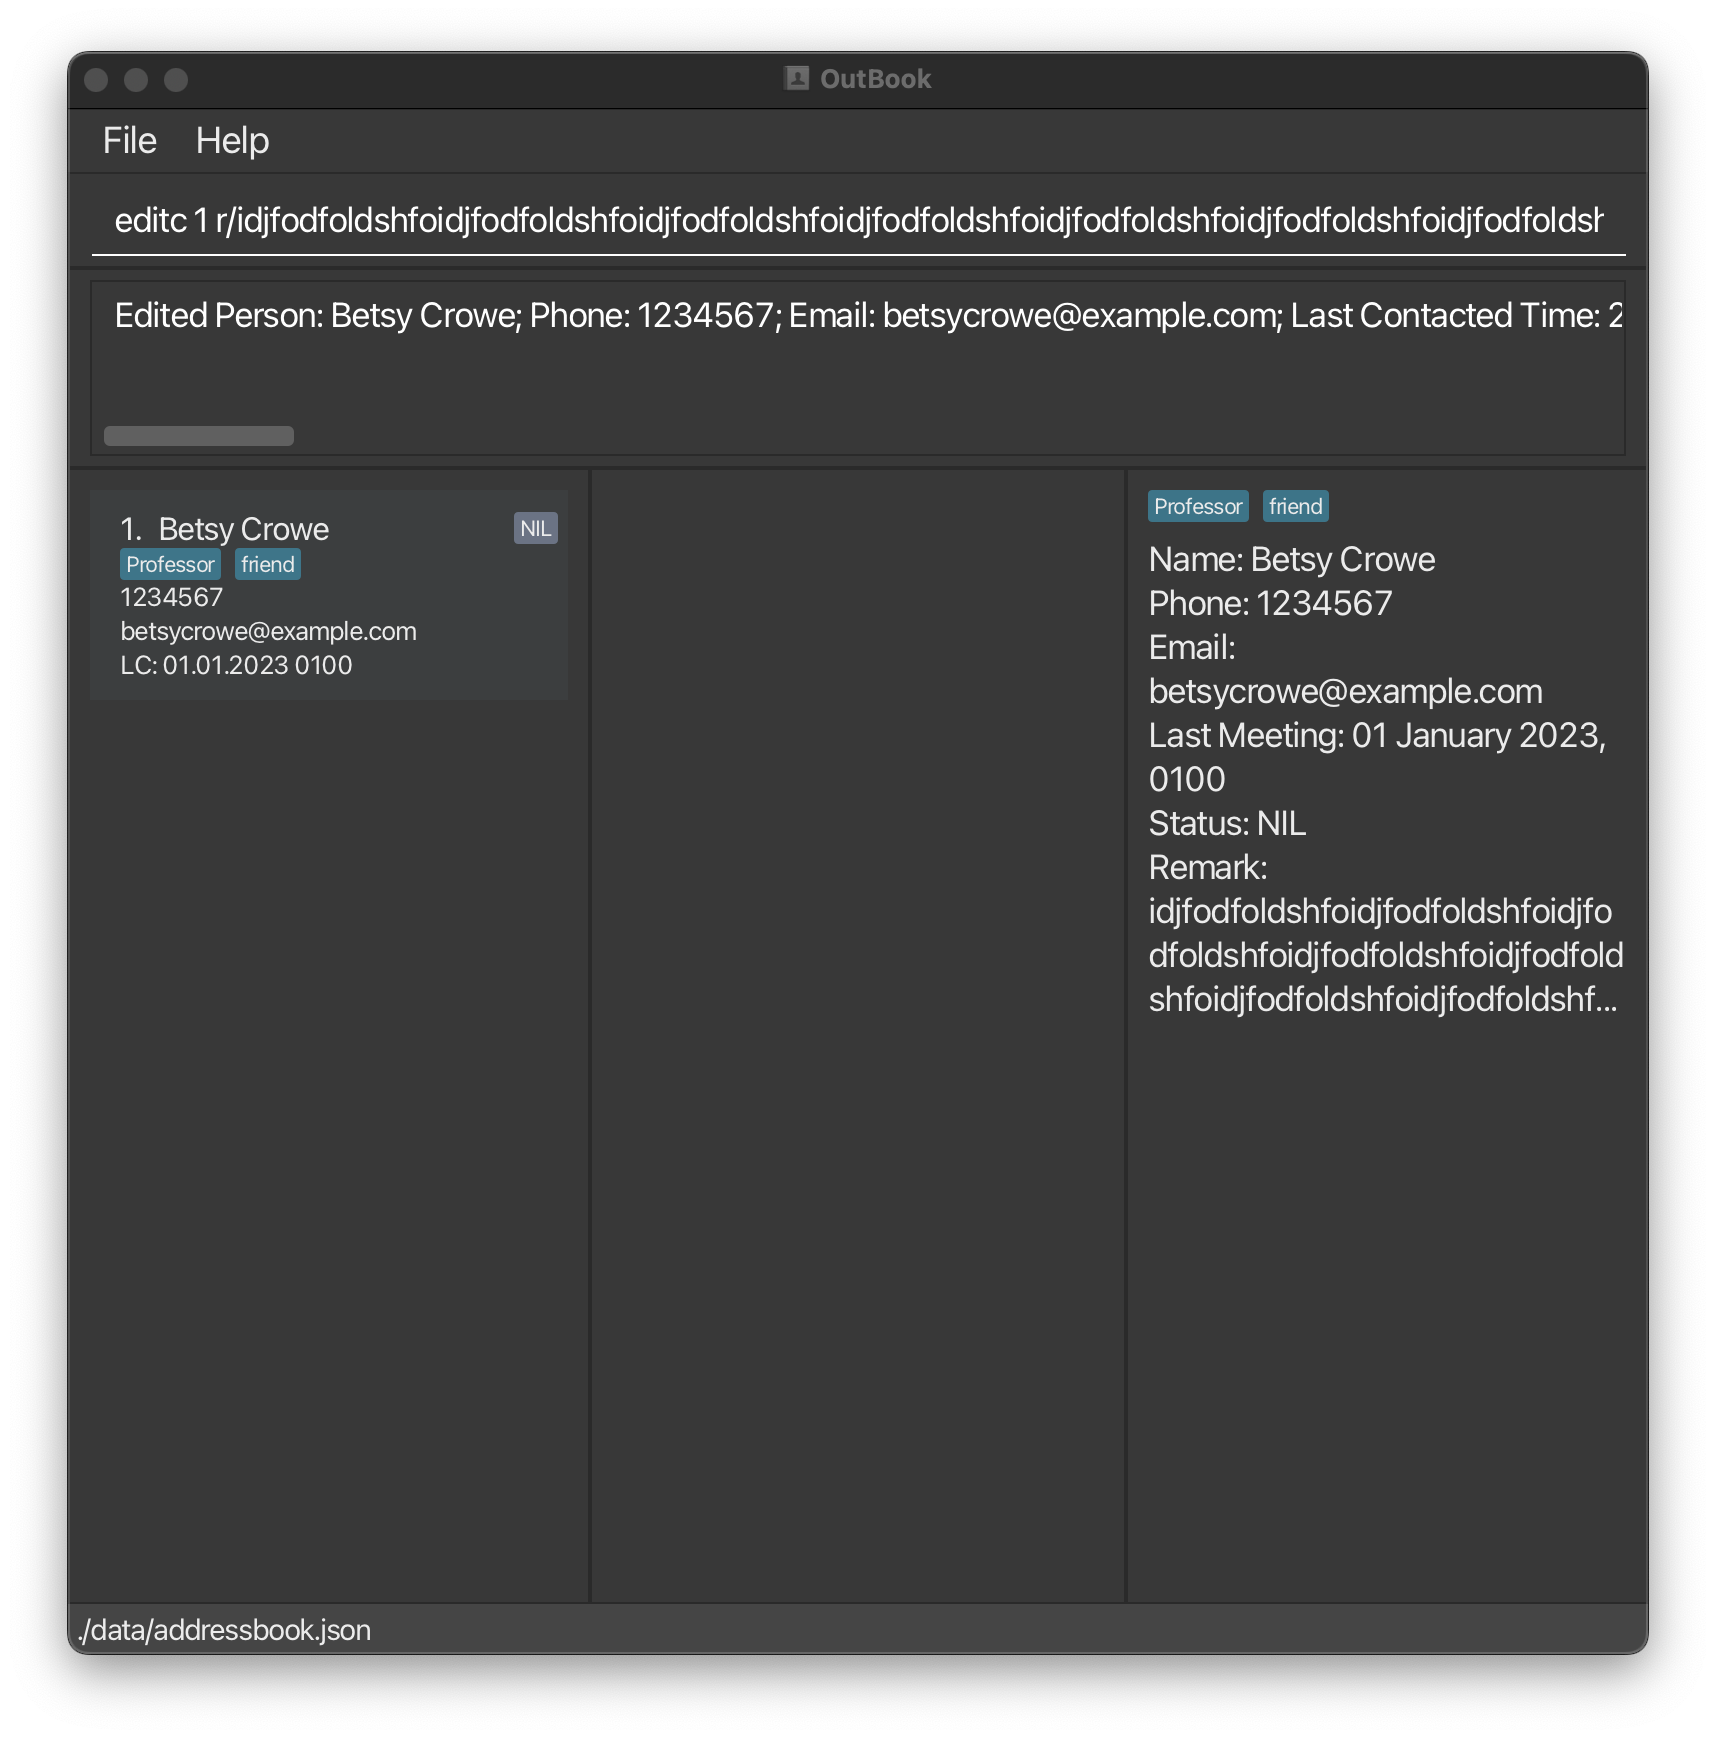 OutBook
File Help
editc 1 r/idjfodfoldshfoidjfodfoldshfoidjfodfoldshfoidjfodfoldshfoidjfodfoldshfoidjfodfoldshfoidjfodfoldsh
Edited Person: Betsy Crowe; Phone: 1234567; Email: betsycrowe@example.com; Last Contacted Time: 2
1. Betsy Crowe NIL
Professor friend
1234567
betsycrowe@example.com
LC: 01.01.2023 0100
Professor friend
Name: Betsy Crowe
Phone: 1234567
Email:
betsycrowe@example.com
Last Meeting: 01 January 2023,
0100
Status: NIL
Remark:
idjfodfoldshfoidjfodfoldshfoidjfo
dfoldshfoidjfodfoldshfoidjfodfold
shfoidjfodfoldshfoidjfodfoldshf...
./data/addressbook.json